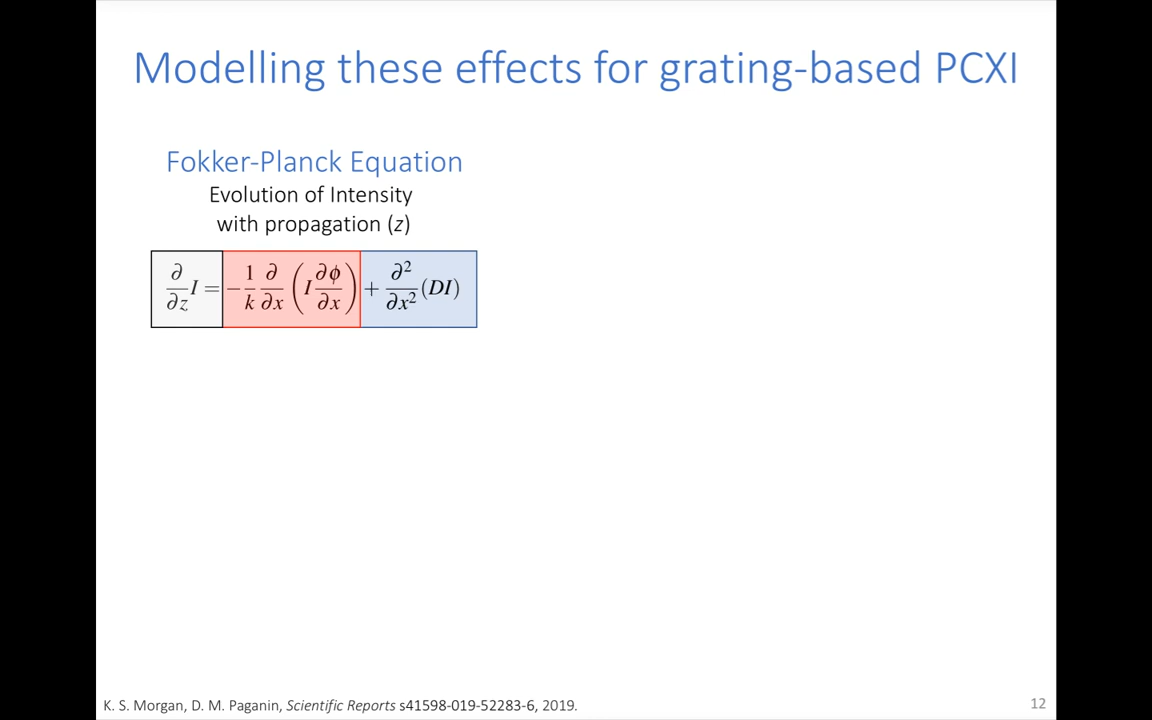 Modelling these effects for grating-based PCXI
Fokker-Planck Equation
Evolution of Intensity
with propagation (z)
∂/∂z I = −1/k ∂/∂x (I ∂ϕ/∂x) + ∂²/∂x² (DI)
K. S. Morgan, D. M. Paganin, Scientific Reports s41598-019-52283-6, 2019.
12